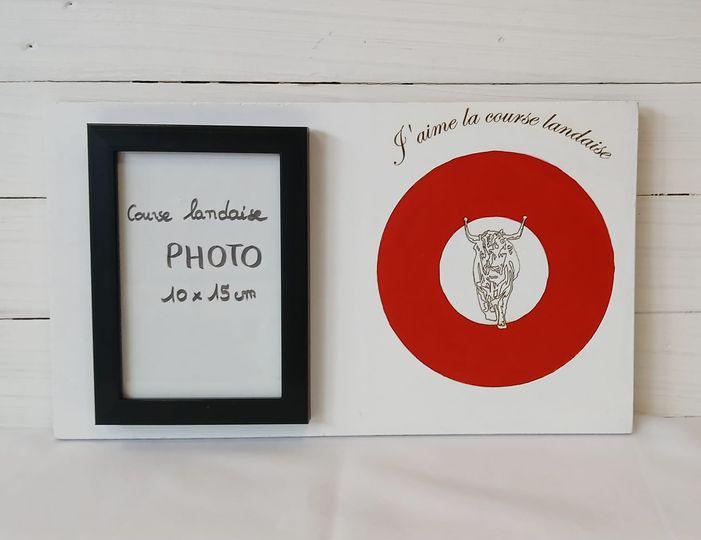 Course landaise
PHOTO
10 x 15 cm
J'aime la course landaise